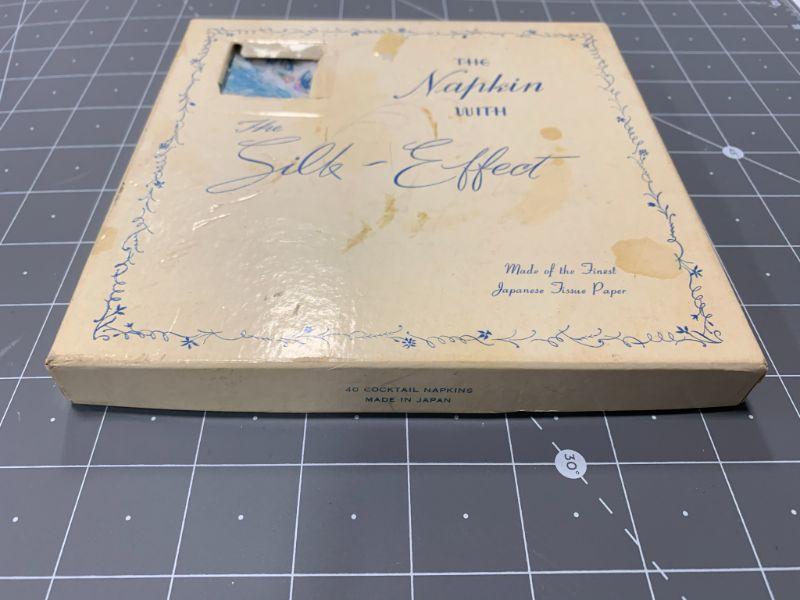 THE
Napkin
WITH
The
Silk-Effect
Made of the Finest
Japanese Tissue Paper
40 COCKTAIL NAPKINS
MADE IN JAPAN
30°